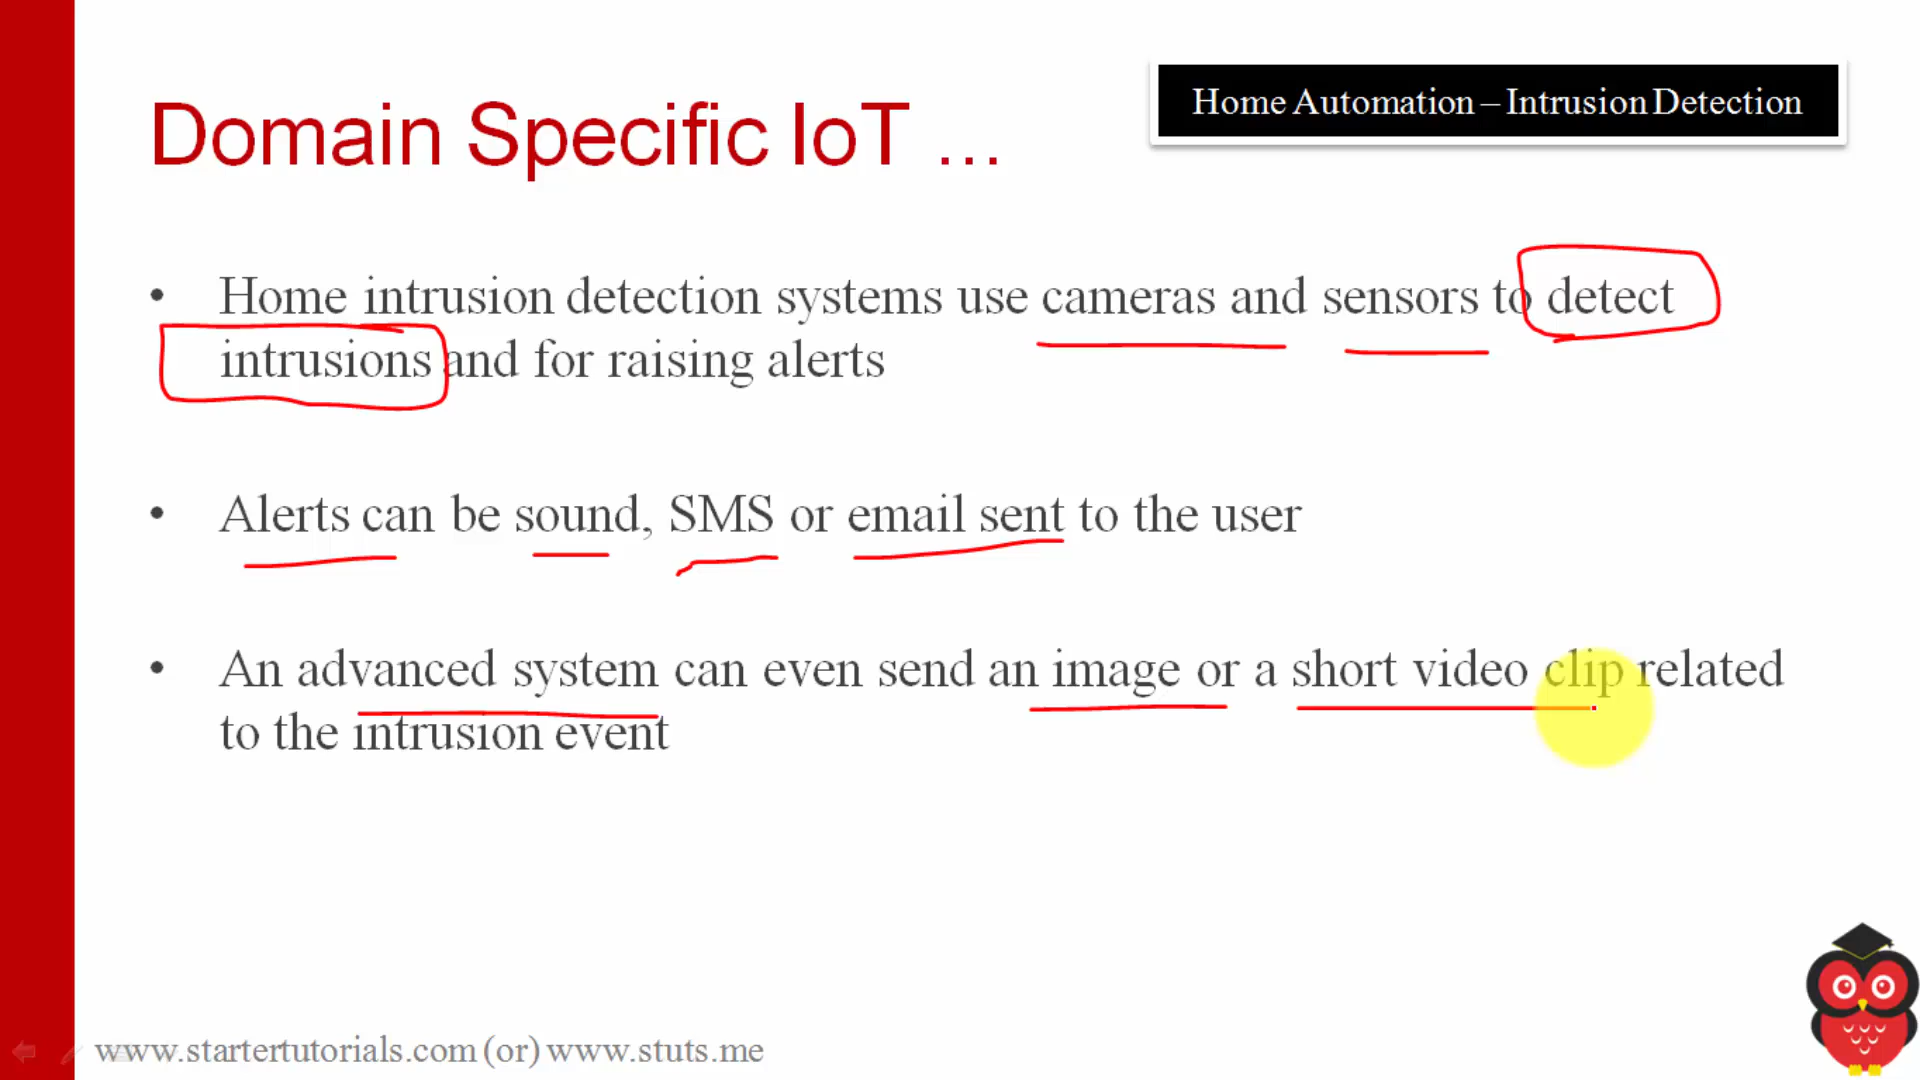 Home Automation – Intrusion Detection
Domain Specific IoT ...
• Home intrusion detection systems use cameras and sensors to detect
intrusions and for raising alerts
• Alerts can be sound, SMS or email sent to the user
• An advanced system can even send an image or a short video clip related
to the intrusion event
www.startertutorials.com (or) www.stuts.me